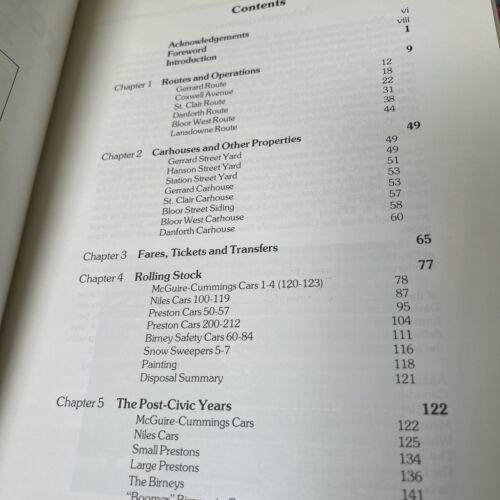 Contents
Acknowledgements vi
Foreword viii
Introduction 1
Chapter 1 Routes and Operations 9
Gerrard Route 12
Coxwell Avenue 18
St. Clair Route 22
Danforth Route 31
Bloor West Route 38
Lansdowne Route 44
Chapter 2 Carhouses and Other Properties 49
Gerrard Street Yard 49
Hanson Street Yard 49
Station Street Yard 51
Gerrard Carhouse 53
St. Clair Carhouse 53
Bloor Street Siding 57
Bloor West Carhouse 58
Danforth Carhouse 60
Chapter 3 Fares, Tickets and Transfers 65
Chapter 4 Rolling Stock 77
McGuire-Cummings Cars 1-4 (120-123) 78
Niles Cars 100-119 87
Preston Cars 50-57 95
Preston Cars 200-212 104
Birney Safety Cars 60-84 111
Snow Sweepers 5-7 116
Painting 118
Disposal Summary 121
Chapter 5 The Post-Civic Years 122
McGuire-Cummings Cars 122
Niles Cars 125
Small Prestons 134
Large Prestons 136
The Birneys 141
"Boomer"